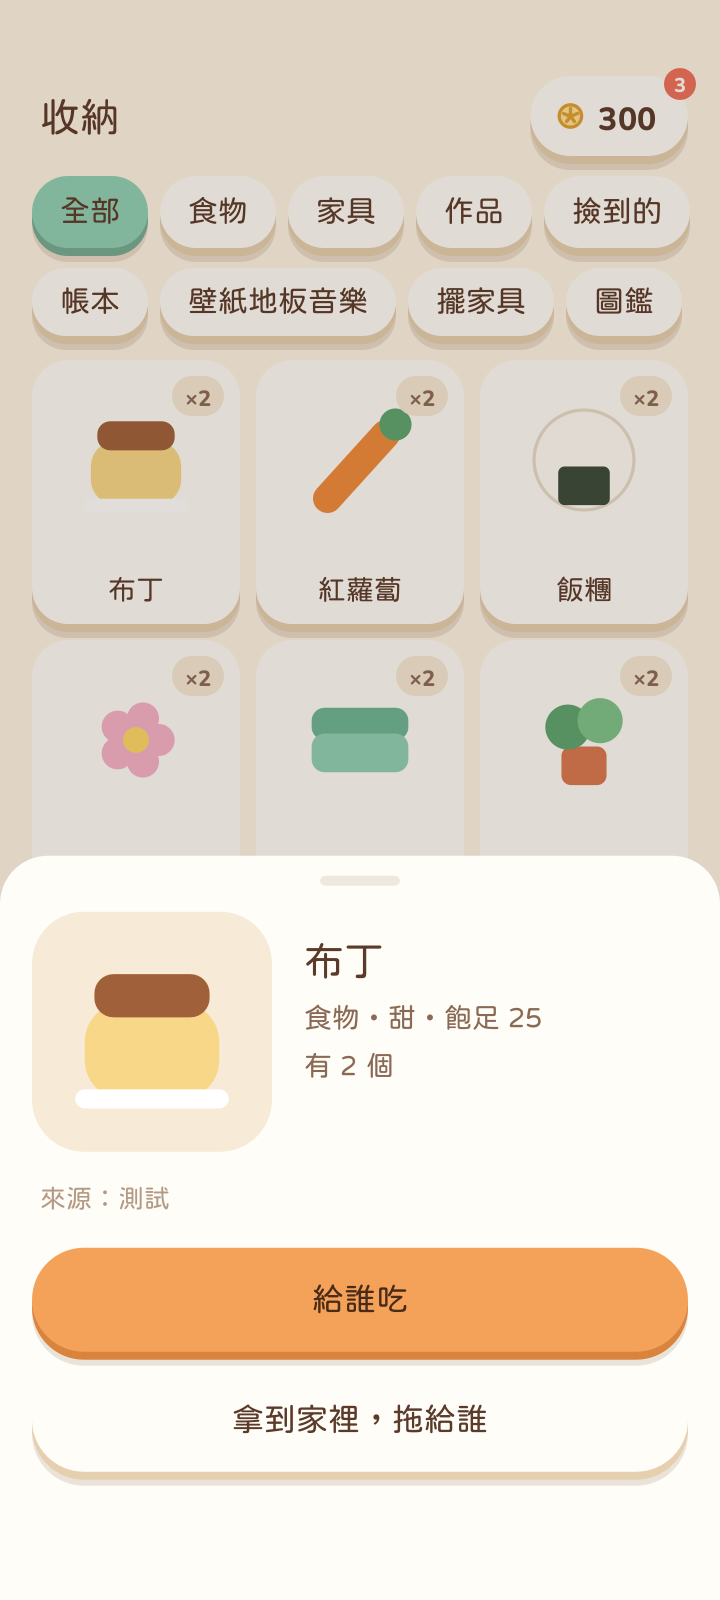 收納
300
3
全部
食物
家具
作品
撿到的
帳本
壁紙地板音樂
擺家具
圖鑑
×2
×2
×2
布丁
紅蘿蔔
飯糰
×2
×2
×2
布丁
食物・甜・飽足 25
有 2 個
來源：測試
給誰吃
拿到家裡，拖給誰